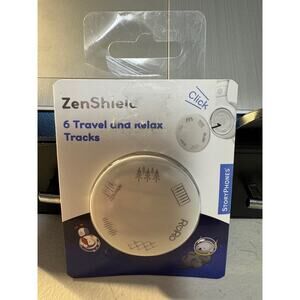 ZenShield
Click
6 Travel and Relax
Tracks
STORYPHONES